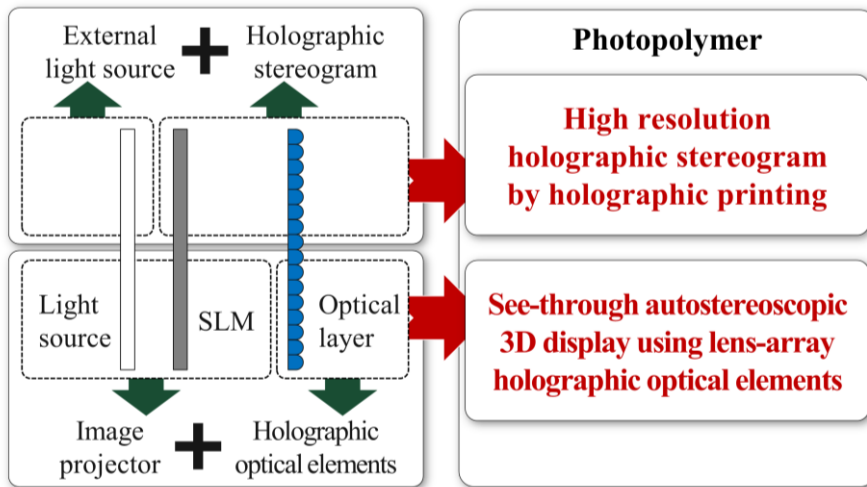 External
light source
+
Holographic
stereogram
Light
source
SLM
Optical
layer
Image
projector
+
Holographic
optical elements
Photopolymer
High resolution
holographic stereogram
by holographic printing
See-through autostereoscopic
3D display using lens-array
holographic optical elements